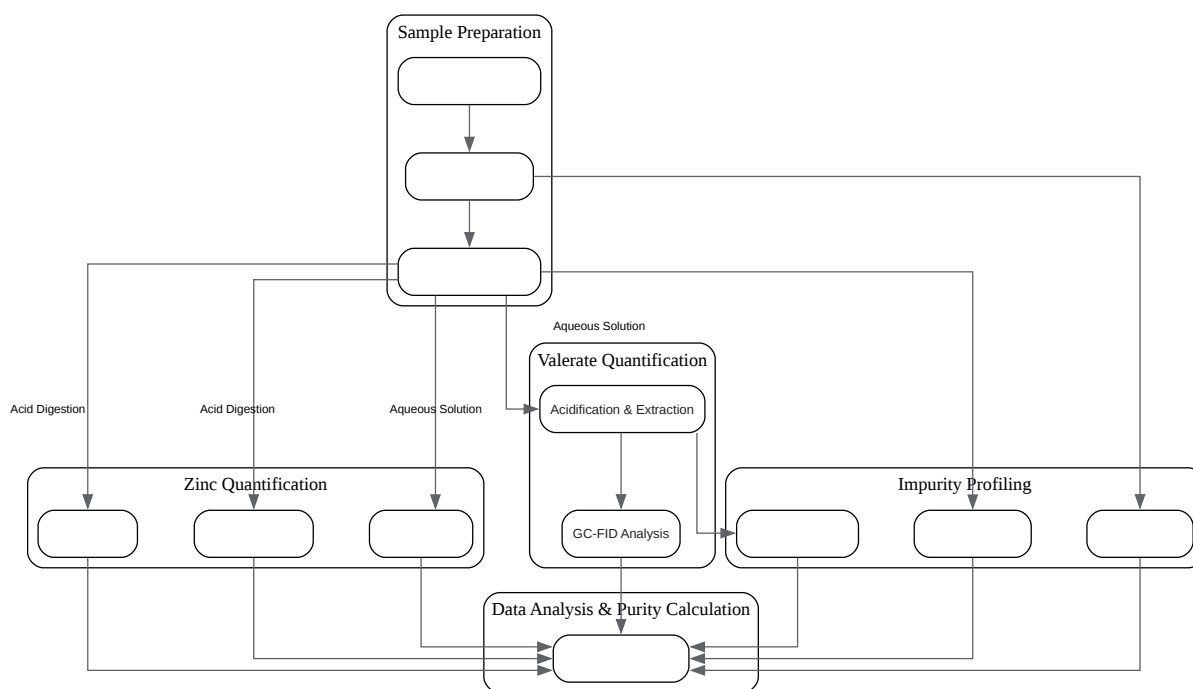 Sample Preparation
Aqueous Solution
Valerate Quantification
Acidification & Extraction
Acid Digestion
Acid Digestion
Aqueous Solution
Zinc Quantification
Impurity Profiling
GC-FID Analysis
Data Analysis & Purity Calculation